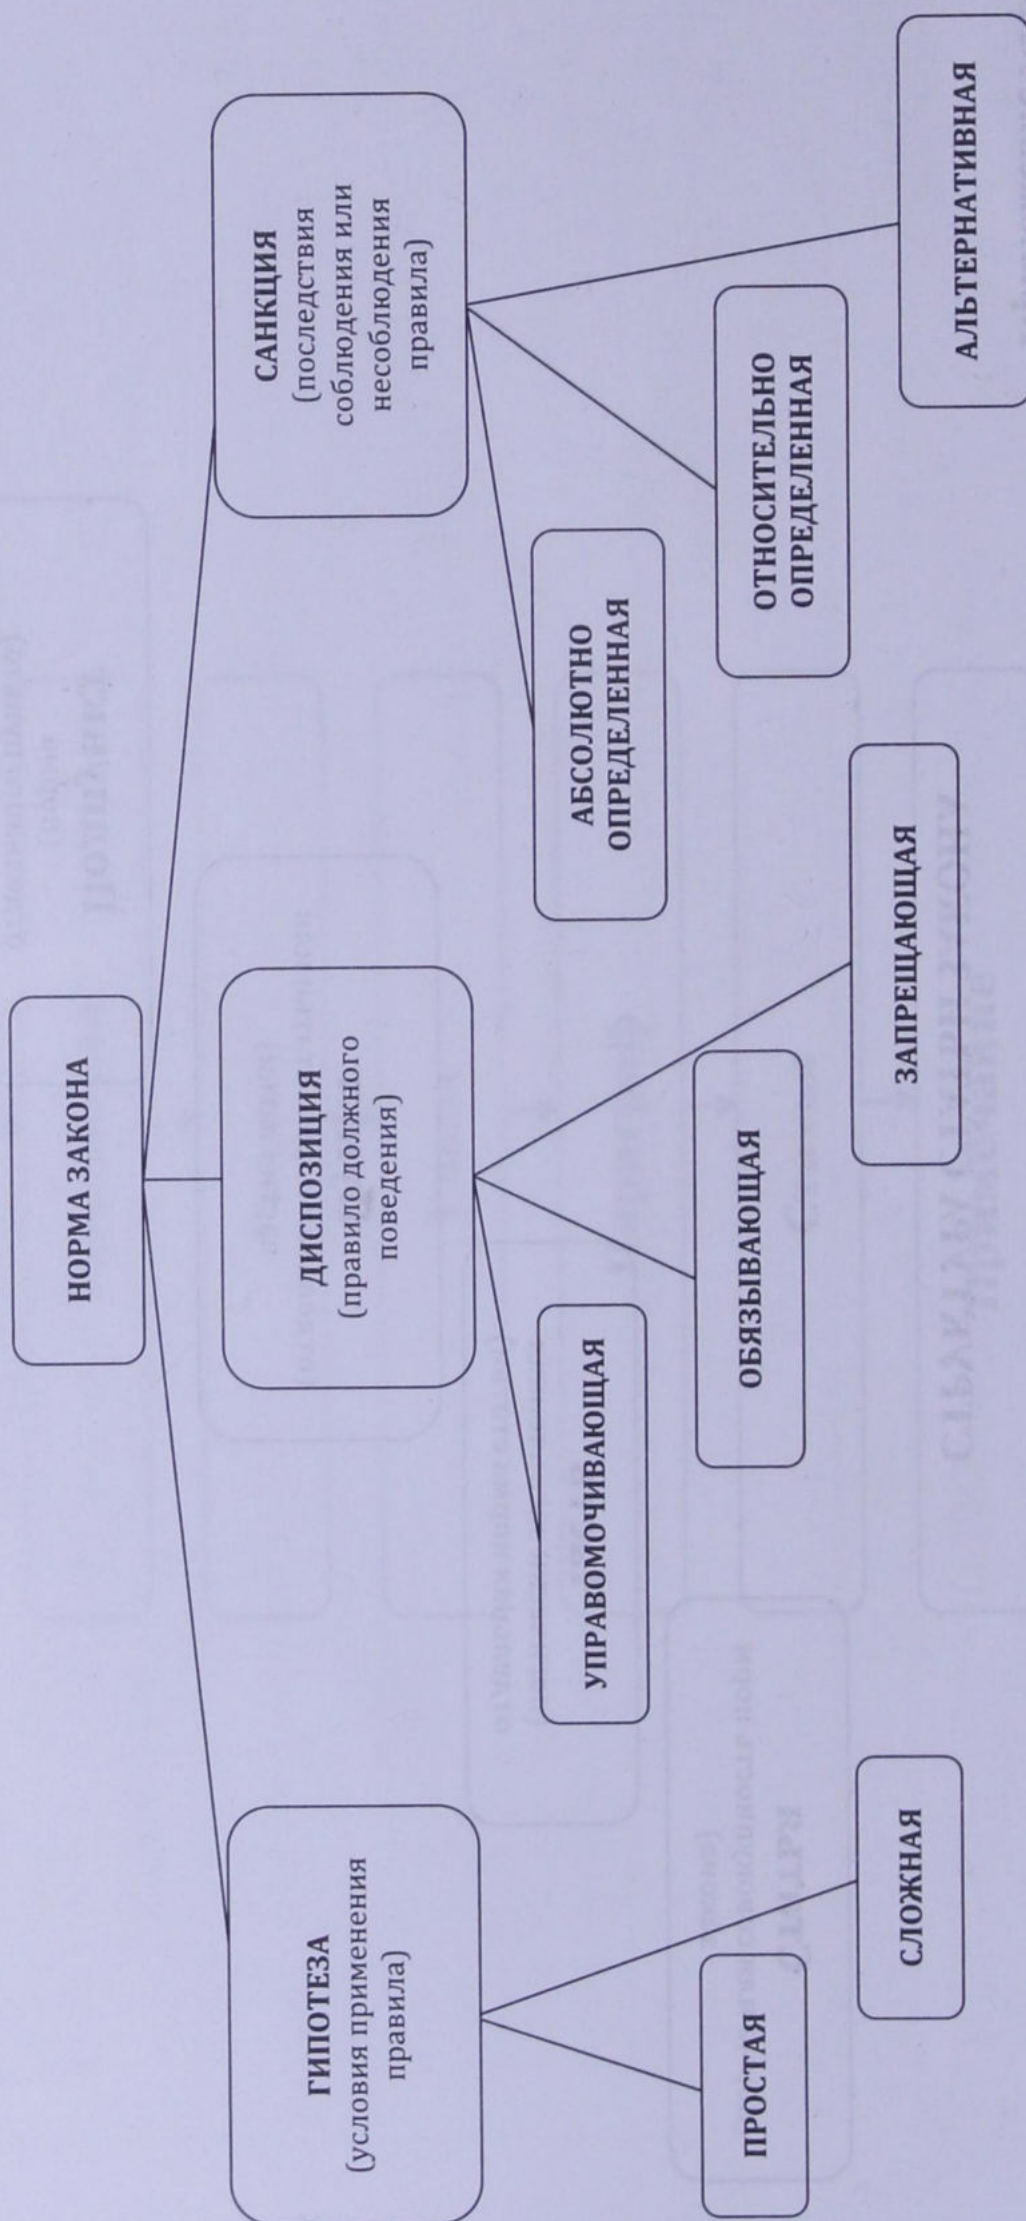 НОРМА ЗАКОНА
ГИПОТЕЗА
(условия применения
правила)
ДИСПОЗИЦИЯ
(правило должного
поведения)
САНКЦИЯ
(последствия
соблюдения или
несоблюдения
правила)
ПРОСТАЯ
СЛОЖНАЯ
УПРАВОМОЧИВАЮЩАЯ
ОБЯЗЫВАЮЩАЯ
ЗАПРЕЩАЮЩАЯ
АБСОЛЮТНО
ОПРЕДЕЛЕННАЯ
ОТНОСИТЕЛЬНО
ОПРЕДЕЛЕННАЯ
АЛЬТЕРНАТИВНАЯ